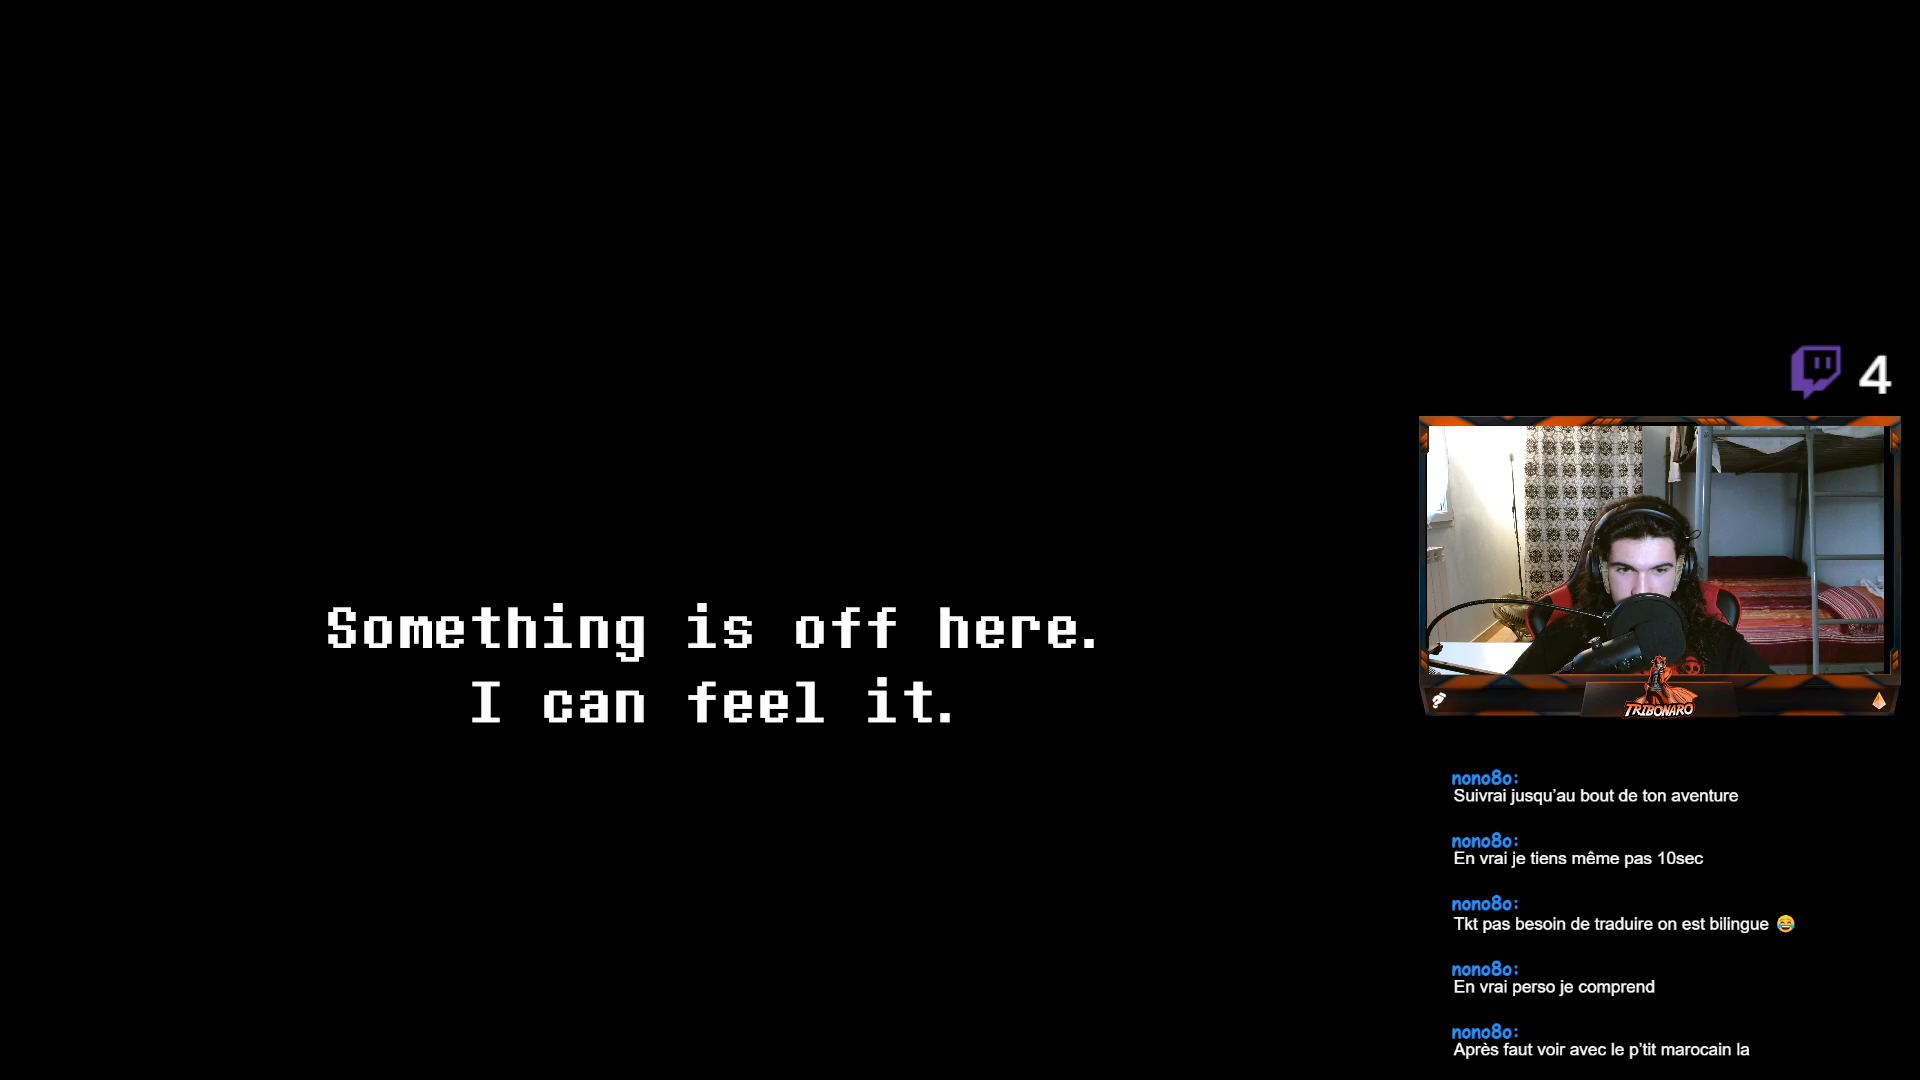 Something is off here.
I can feel it.
4
TRIBONARO
nono8o:
Suivrai jusqu'au bout de ton aventure
nono8o:
En vrai je tiens même pas 10sec
nono8o:
Tkt pas besoin de traduire on est bilingue 😂
nono8o:
En vrai perso je comprend
nono8o:
Après faut voir avec le p'tit marocain la